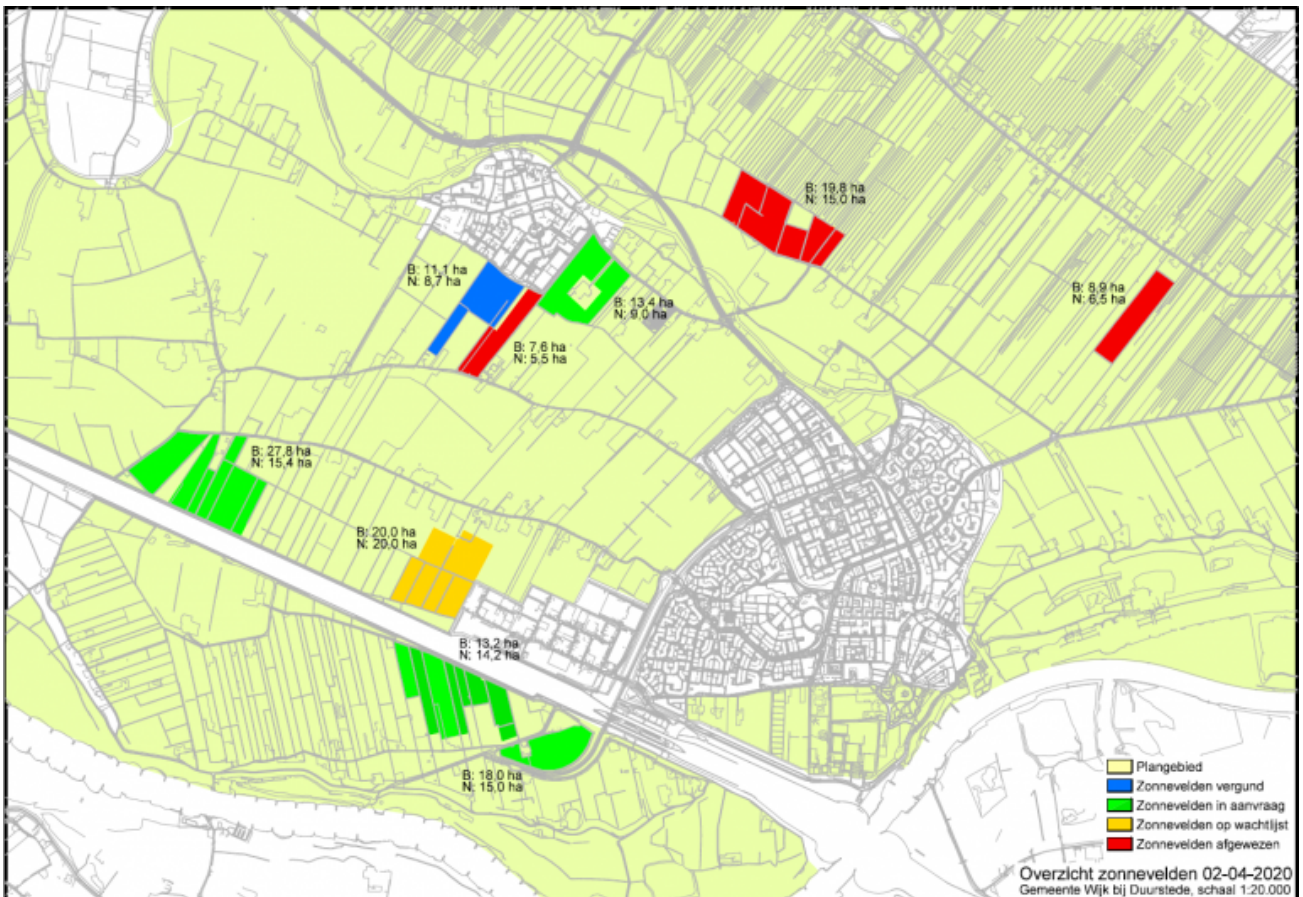 B: 19,8 ha
N: 15,0 ha
B: 11,1 ha
N: 8,7 ha
B: 13,4 ha
N: 9,0 ha
B: 8,9 ha
N: 6,5 ha
B: 7,6 ha
N: 5,5 ha
B: 27,8 ha
N: 15,4 ha
B: 20,0 ha
N: 20,0 ha
B: 13,2 ha
N: 14,2 ha
B: 18,0 ha
N: 15,0 ha
Plangebied
Zonnevelden vergund
Zonnevelden in aanvraag
Zonnevelden op wachtlijst
Zonnevelden afgewezen
Overzicht zonnevelden 02-04-2020
Gemeente Wijk bij Duurstede, schaal 1:20.000